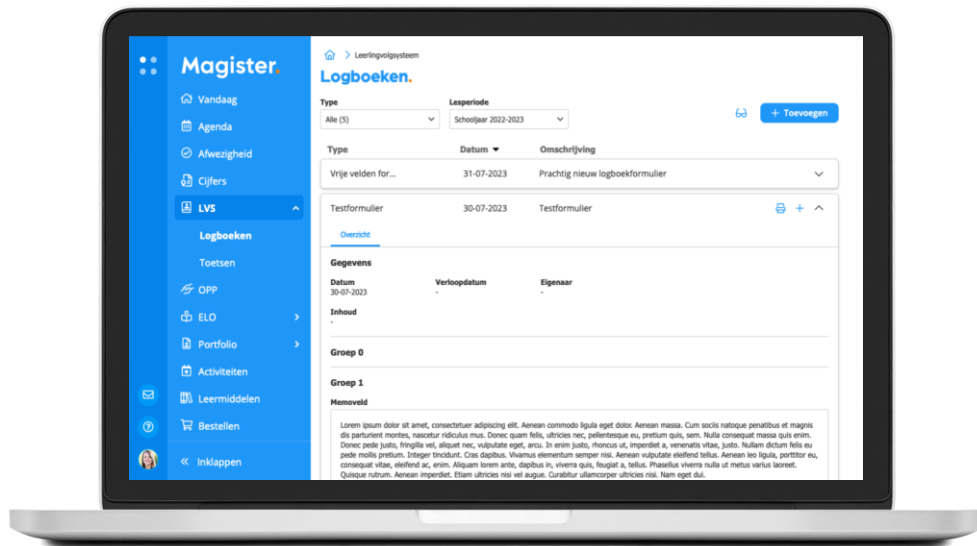 Magister.
Vandaag
Agenda
Afwezigheid
Cijfers
LVS
Logboeken
Toetsen
OPP
ELO
Portfolio
Activiteiten
Leermiddelen
Bestellen
Inklappen
Leerlingvolgsysteem
Logboeken.
Type Lesperiode
Alle (5) Schooljaar 2022-2023 + Toevoegen
Type Datum Omschrijving
Vrije velden for... 31-07-2023 Prachtig nieuw logboekformulier
Testformulier 30-07-2023 Testformulier
Overzicht
Gegevens
Datum Verloopdatum Eigenaar
30-07-2023 - -
Inhoud
-
Groep 0
Groep 1
Memoveld
Lorem ipsum dolor sit amet, consectetuer adipiscing elit. Aenean commodo ligula eget dolor. Aenean massa. Cum sociis natoque penatibus et magnis
dis parturient montes, nascetur ridiculus mus. Donec quam felis, ultricies nec, pellentesque eu, pretium quis, sem. Nulla consequat massa quis enim.
Donec pede justo, fringilla vel, aliquet nec, vulputate eget, arcu. In enim justo, rhoncus ut, imperdiet a, venenatis vitae, justo. Nullam dictum felis eu
pede mollis pretium. Integer tincidunt. Cras dapibus. Vivamus elementum semper nisi. Aenean vulputate eleifend tellus. Aenean leo ligula, porttitor eu,
consequat vitae, eleifend ac, enim. Aliquam lorem ante, dapibus in, viverra quis, feugiat a, tellus. Phasellus viverra nulla ut metus varius laoreet.
Quisque rutrum. Aenean imperdiet. Etiam ultricies nisi vel augue. Curabitur ullamcorper ultricies nisi. Nam eget dui.